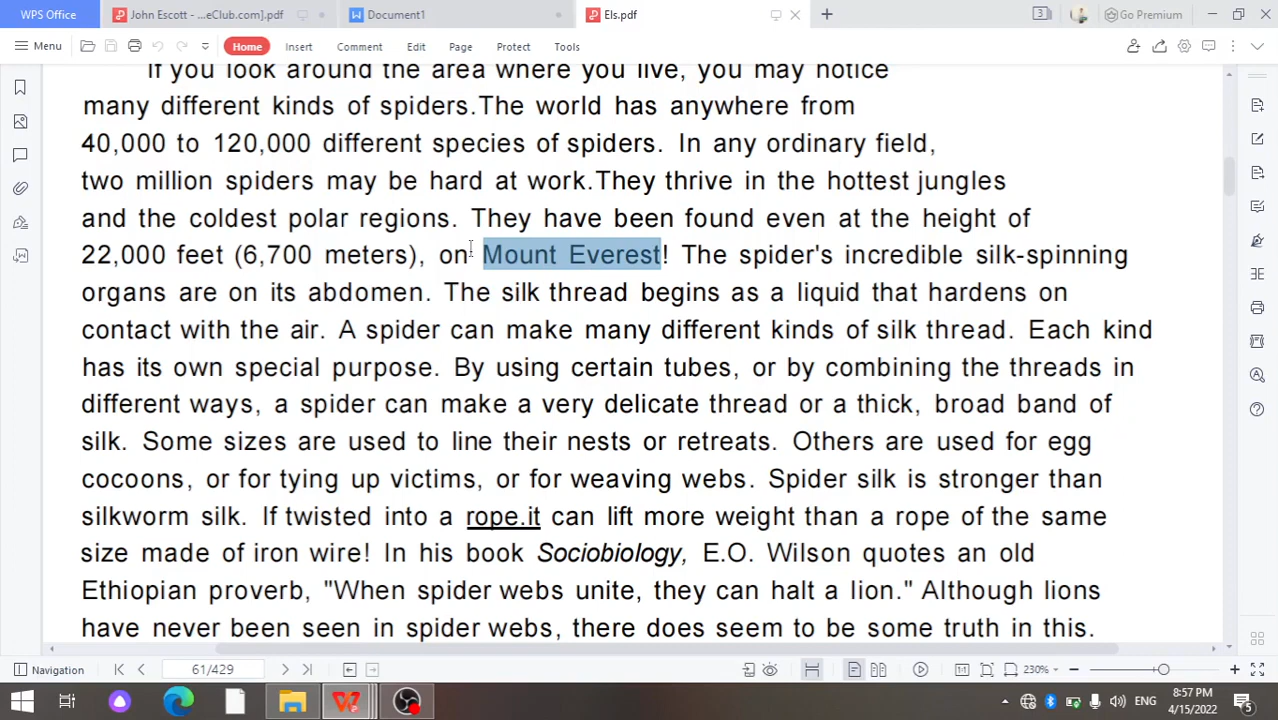 WPS Office
John Escott - ...eClub.com].pdf
Document1
Els.pdf
3
Go Premium
Menu
Home
Insert
Comment
Edit
Page
Protect
Tools
If you look around the area where you live, you may notice
many different kinds of spiders.The world has anywhere from
40,000 to 120,000 different species of spiders. In any ordinary field,
two million spiders may be hard at work.They thrive in the hottest jungles
and the coldest polar regions. They have been found even at the height of
22,000 feet (6,700 meters), on Mount Everest! The spider's incredible silk-spinning
organs are on its abdomen. The silk thread begins as a liquid that hardens on
contact with the air. A spider can make many different kinds of silk thread. Each kind
has its own special purpose. By using certain tubes, or by combining the threads in
different ways, a spider can make a very delicate thread or a thick, broad band of
silk. Some sizes are used to line their nests or retreats. Others are used for egg
cocoons, or for tying up victims, or for weaving webs. Spider silk is stronger than
silkworm silk. If twisted into a rope.it can lift more weight than a rope of the same
size made of iron wire! In his book Sociobiology, E.O. Wilson quotes an old
Ethiopian proverb, "When spider webs unite, they can halt a lion." Although lions
have never been seen in spider webs, there does seem to be some truth in this.
Navigation
61/429
230%
ENG
8:57 PM
4/15/2022
5